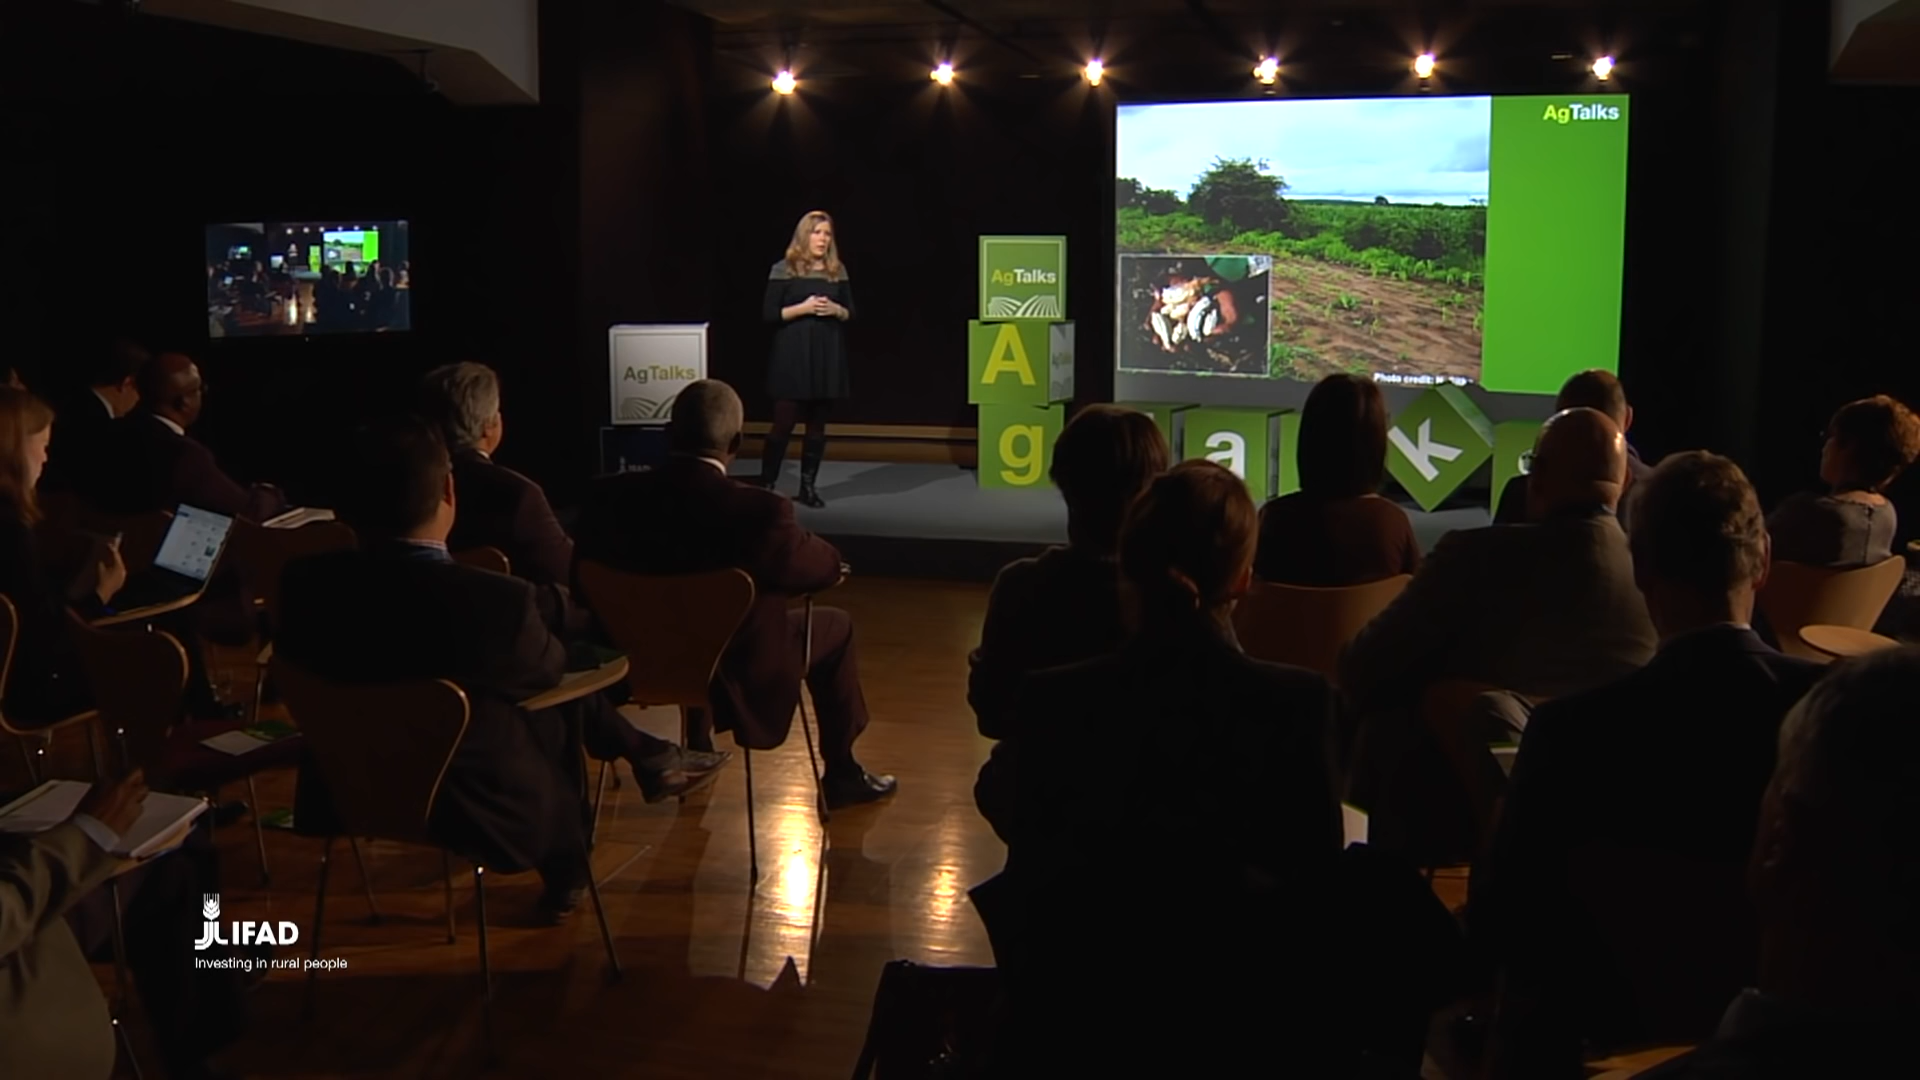 AgTalks
AgTalks
AgTalks
A
g
a
k
Photo credit:
IFAD
Investing in rural people